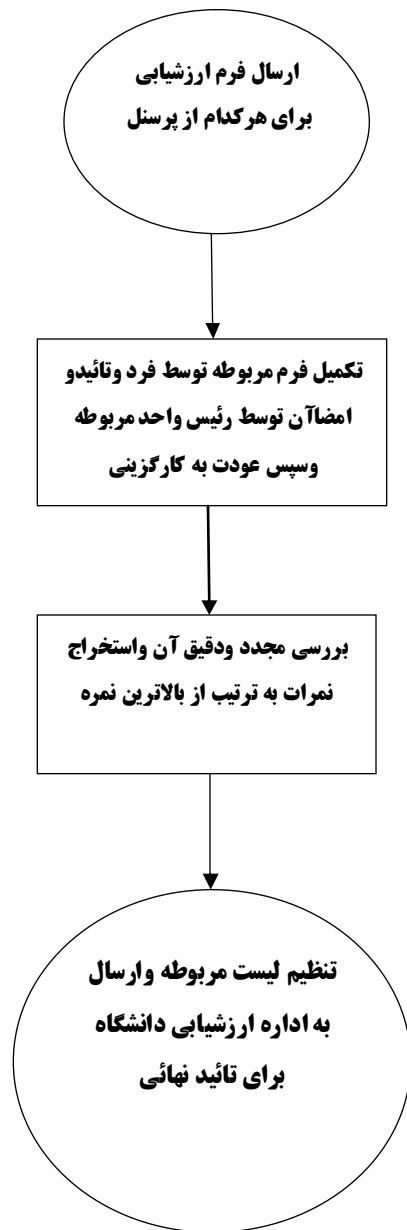 ارسال فرم ارزشیابی
برای هرکدام از پرسنل
تکمیل فرم مربوطه توسط فرد وتائیدو
امضاآن توسط رئیس واحد مربوطه
وسپس عودت به کارگزینی
بررسی مجدد ودقیق آن واستخراج
نمرات به ترتیب از بالاترین نمره
تنظیم لیست مربوطه وارسال
به اداره ارزشیابی دانشگاه
برای تائید نهائی